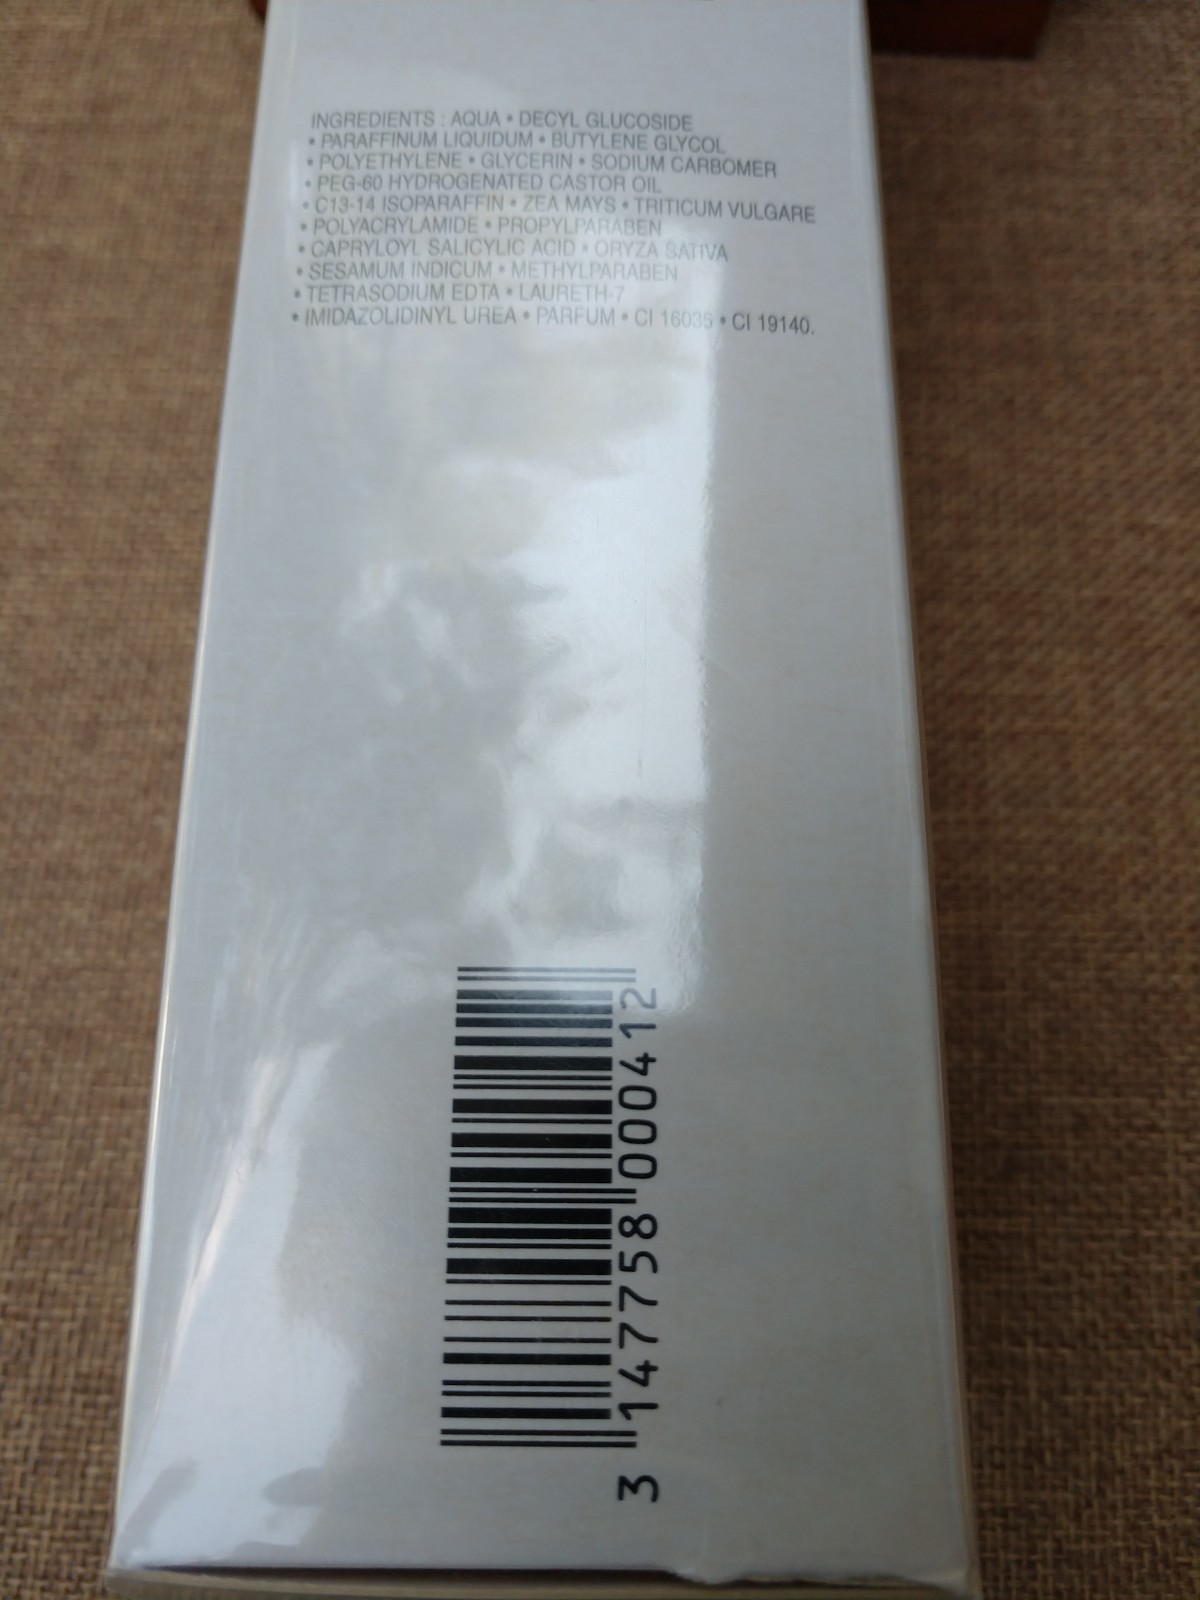 INGREDIENTS : AQUA • DECYL GLUCOSIDE
• PARAFFINUM LIQUIDUM • BUTYLENE GLYCOL
• POLYETHYLENE • GLYCERIN • SODIUM CARBOMER
• PEG-60 HYDROGENATED CASTOR OIL
• C13-14 ISOPARAFFIN • ZEA MAYS • TRITICUM VULGARE
• POLYACRYLAMIDE • PROPYLPARABEN
• CAPRYLOYL SALICYLIC ACID • ORYZA SATIVA
• SESAMUM INDICUM • METHYLPARABEN
• TETRASODIUM EDTA • LAURETH-7
• IMIDAZOLIDINYL UREA • PARFUM • CI 16035 • CI 19140.
3 147758 000412